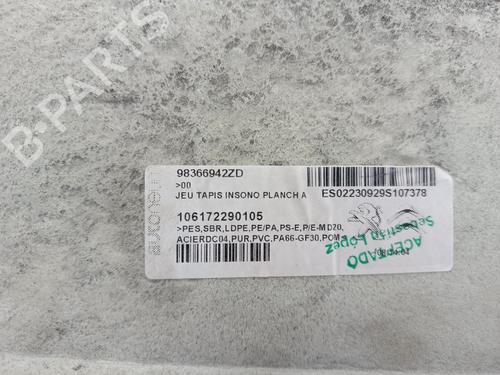 B-PARTS
autoneum
98366942ZD
>00
JEU TAPIS INSONO PLANCH A
ES02230929S107378
106172290105
>PES,SBR,LDPE,PE/PA,PS-E,P/E-MD20,
ACIERDC04,PUR,PVC,PA66-GF30,POM<
ACEPTADO
Sebastián López